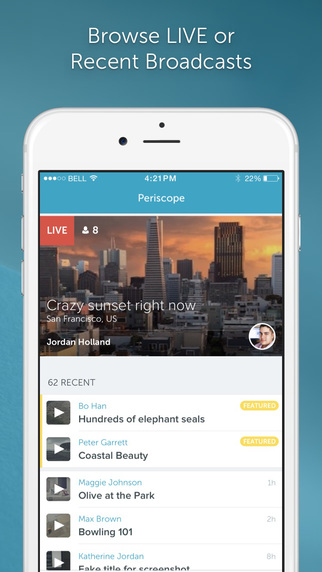 Browse LIVE or
Recent Broadcasts
BELL 4:21 PM 22%
Periscope
LIVE 8
Crazy sunset right now
San Francisco, US
Jordan Holland
62 RECENT
Bo Han FEATURED
Hundreds of elephant seals
Peter Garrett FEATURED
Coastal Beauty
Maggie Johnson 1h
Olive at the Park
Max Brown 2h
Bowling 101
Katherine Jordan 8h
Fake title for screenshot